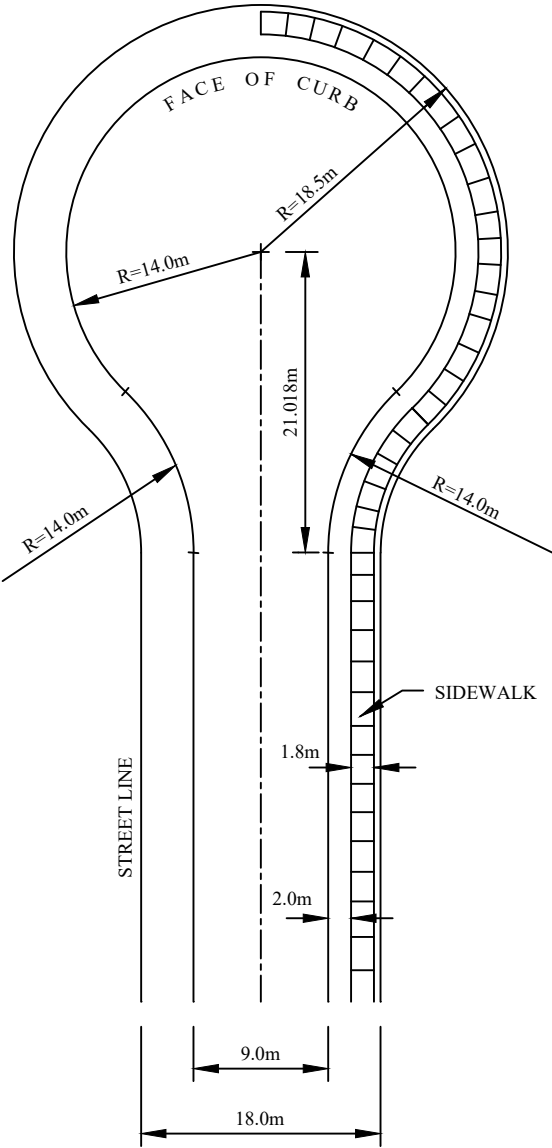 FACE OF CURB
R=18.5m
R=14.0m
21.018m
R=14.0m
R=14.0m
SIDEWALK
1.8m
STREET LINE
2.0m
9.0m
18.0m